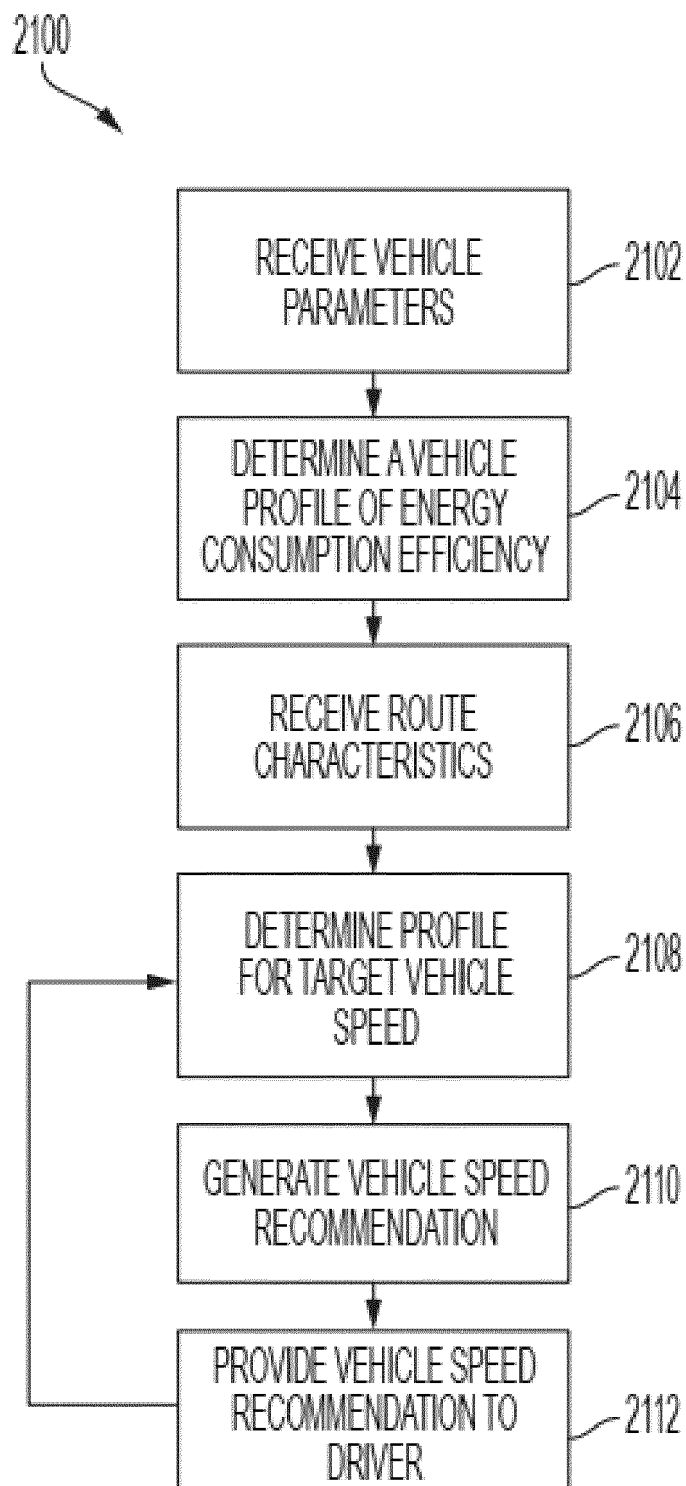 2100
RECEIVE VEHICLE
PARAMETERS
2102
DETERMINE A VEHICLE
PROFILE OF ENERGY
CONSUMPTION EFFICIENCY
2104
RECEIVE ROUTE
CHARACTERISTICS
2106
DETERMINE PROFILE
FOR TARGET VEHICLE
SPEED
2108
GENERATE VEHICLE SPEED
RECOMMENDATION
2110
PROVIDE VEHICLE SPEED
RECOMMENDATION TO
DRIVER
2112